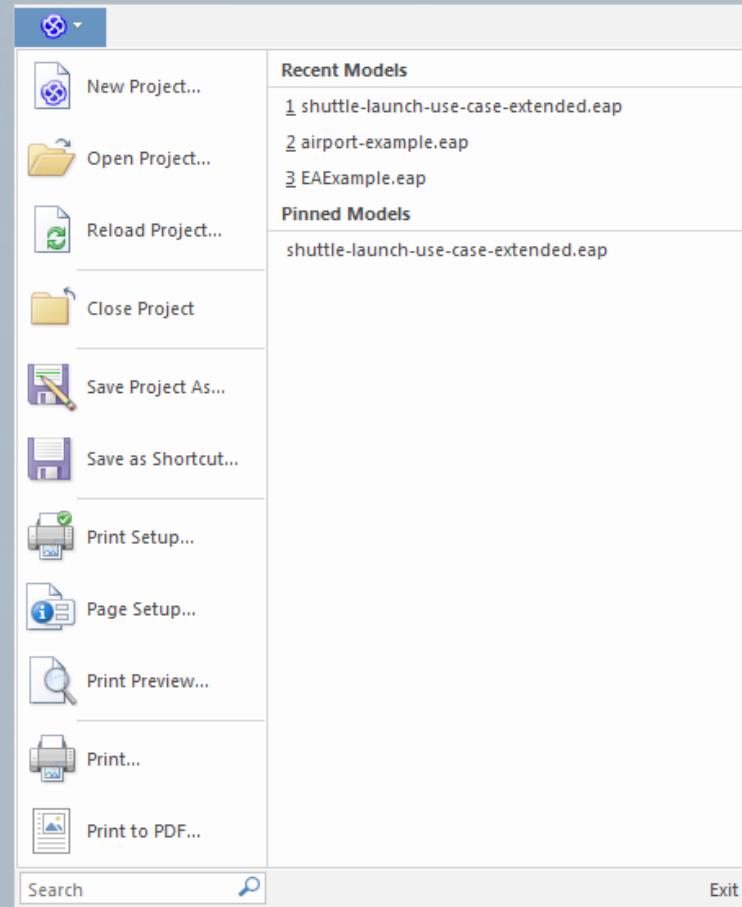 New Project...
Open Project...
Reload Project...
Close Project
Save Project As...
Save as Shortcut...
Print Setup...
Page Setup...
Print Preview...
Print...
Print to PDF...
Search
Recent Models
1 shuttle-launch-use-case-extended.eap
2 airport-example.eap
3 EAExample.eap
Pinned Models
shuttle-launch-use-case-extended.eap
Exit